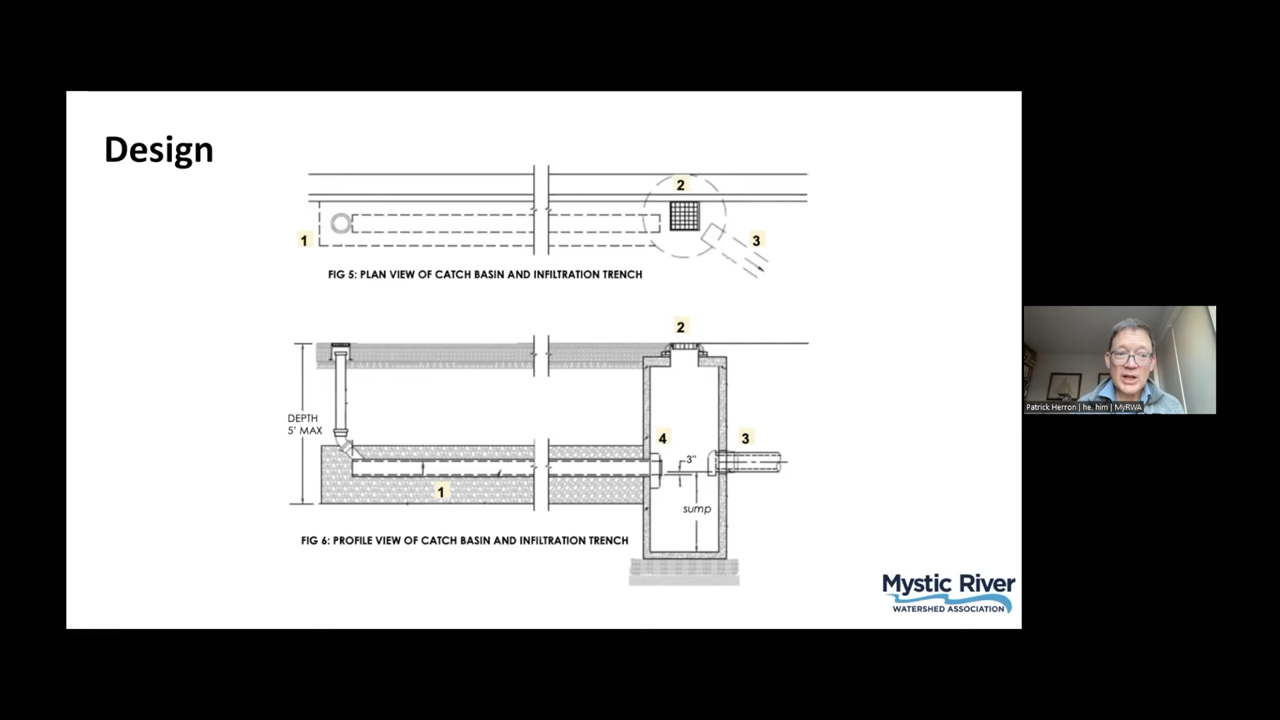 Design
2
1
3
FIG 5: PLAN VIEW OF CATCH BASIN AND INFILTRATION TRENCH
2
DEPTH
5' MAX
4
3
3"
1
sump
FIG 6: PROFILE VIEW OF CATCH BASIN AND INFILTRATION TRENCH
Mystic River
WATERSHED ASSOCIATION
Patrick Herron | he, him | MyRWA